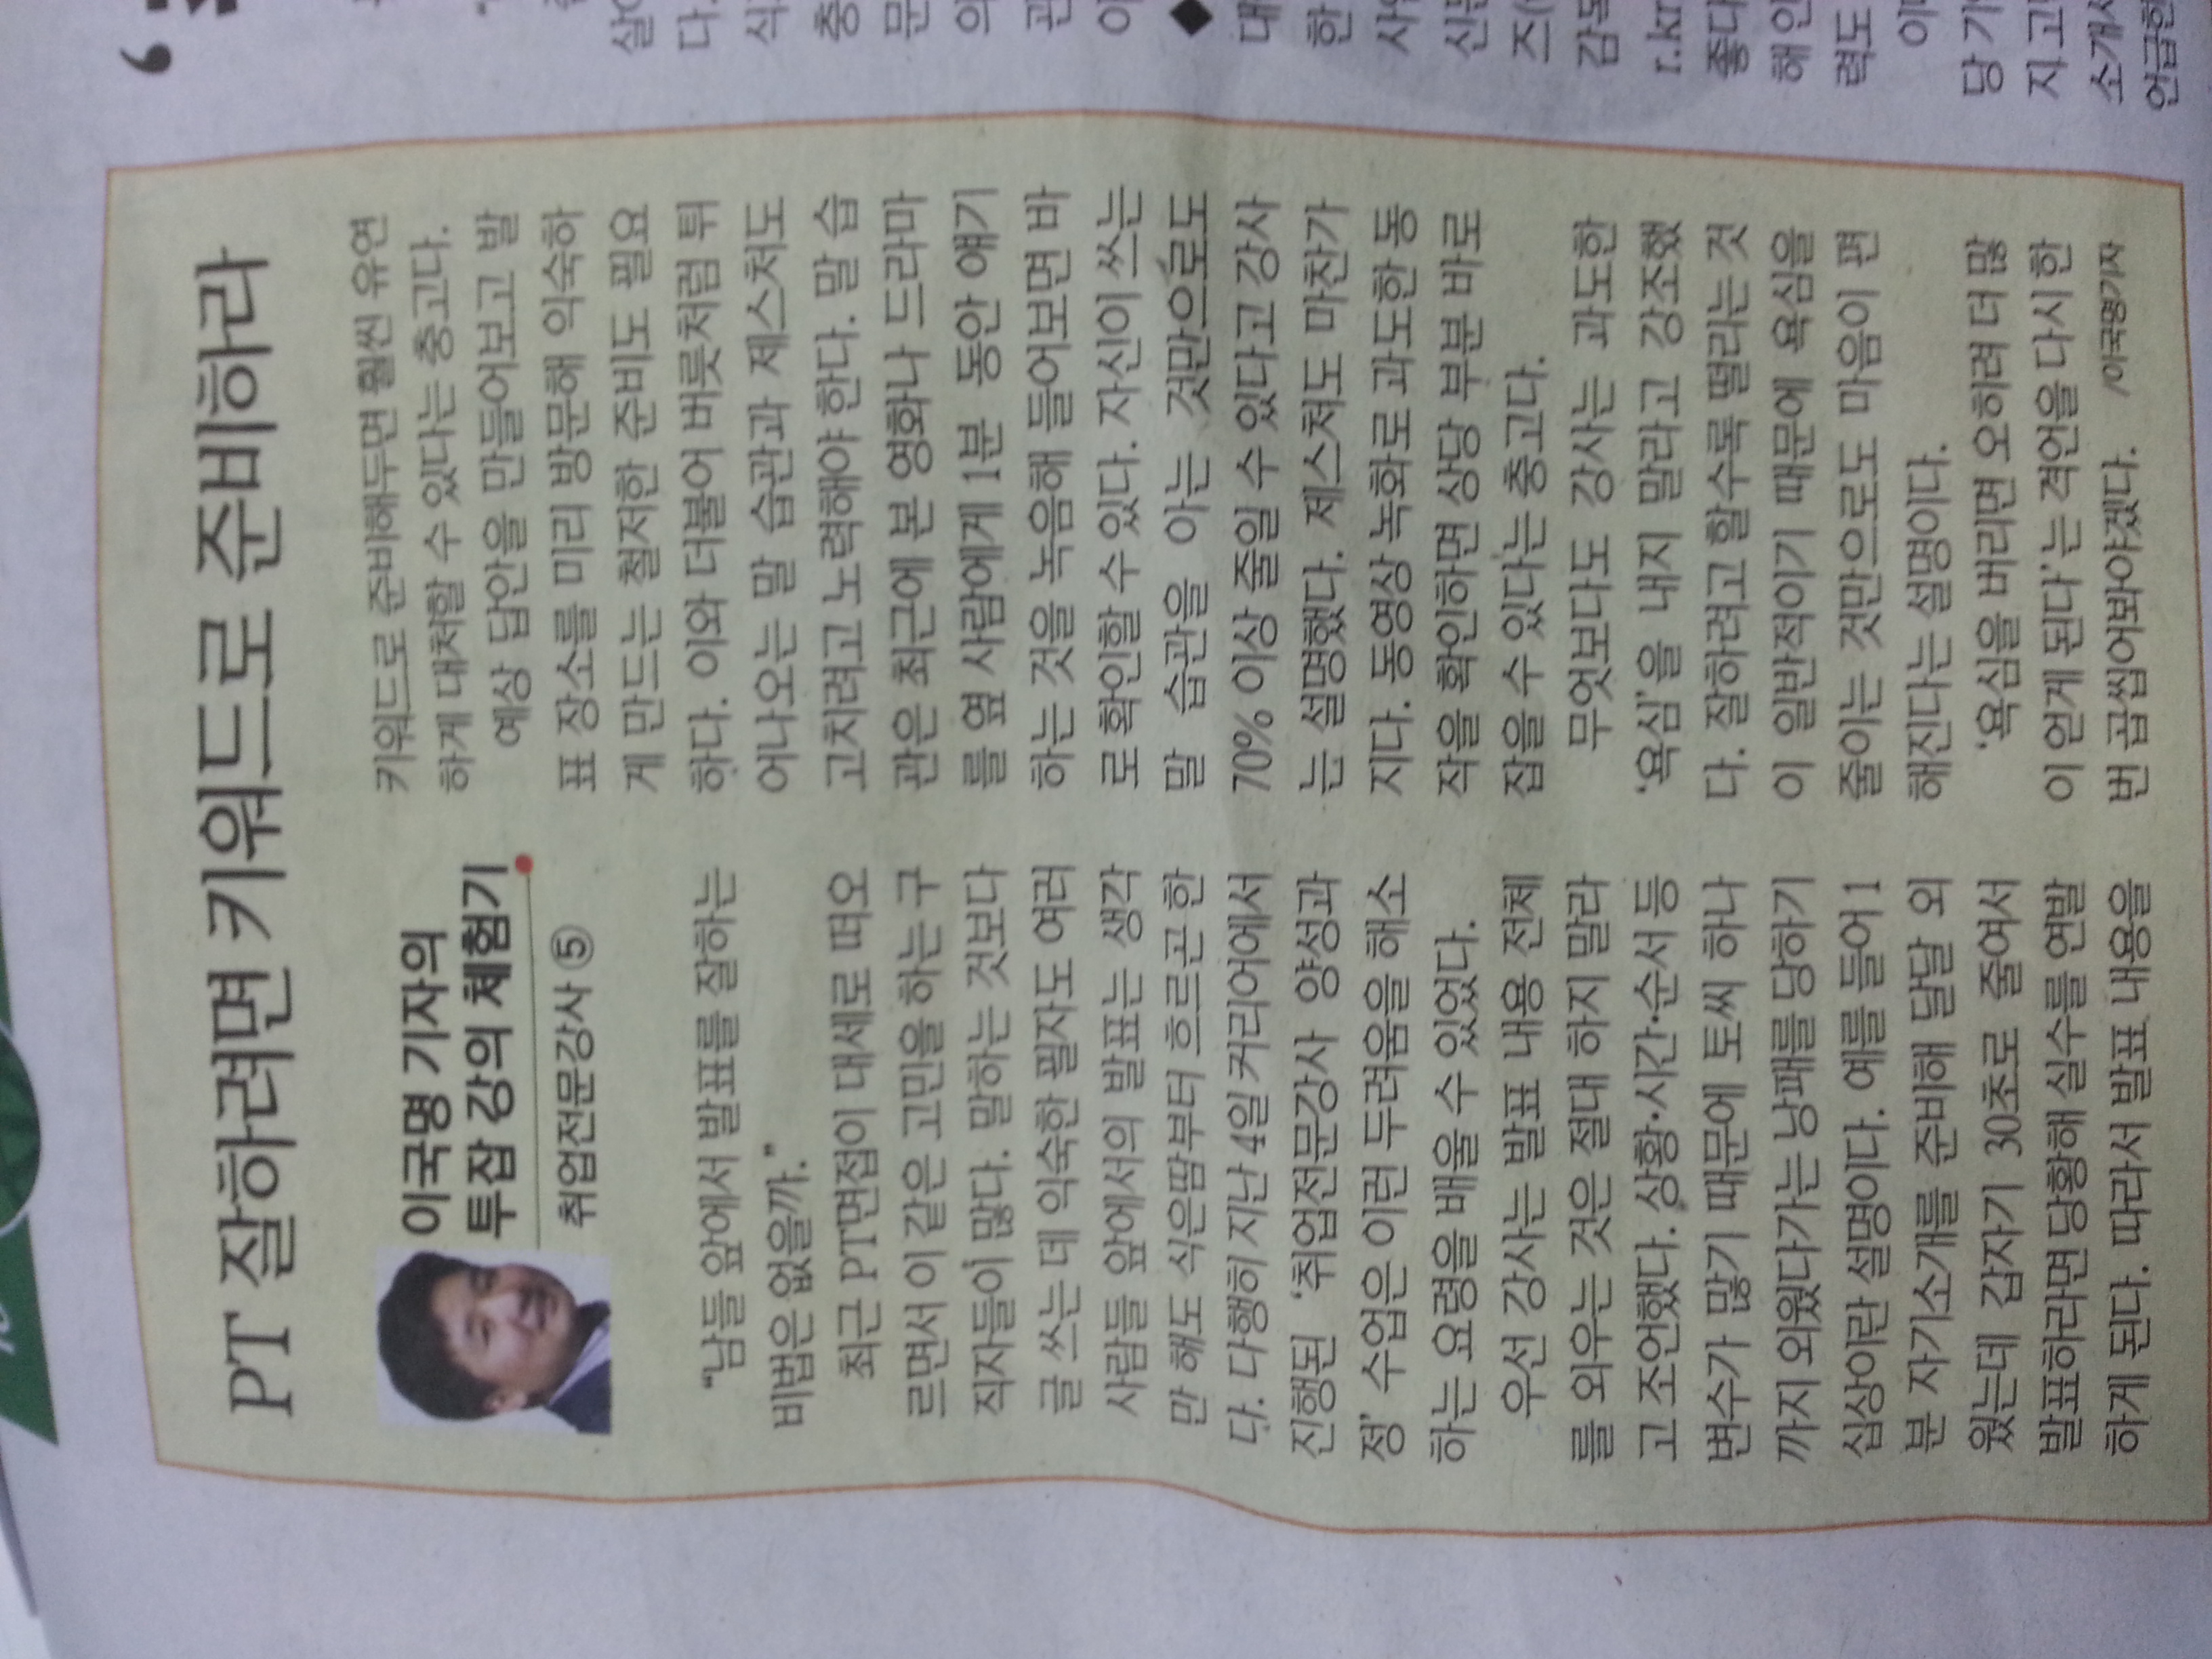 PT 잘하려면 키워드로 준비하라
이국명 기자의
투잡 강의 체험기
취업전문강사 ⑤
“남들 앞에서 발표를 잘하는
비법은 없을까.”
최근 PT면접이 대세로 떠오
르면서 이 같은 고민을 하는 구
직자들이 많다. 말하는 것보다
글 쓰는 데 익숙한 필자도 여러
사람들 앞에서의 발표는 생각
만 해도 식은땀부터 흐르곤 한
다. 다행히 지난 4일 커리어에서
진행된 ‘취업전문강사 양성과
정’ 수업은 이런 두려움을 해소
하는 요령을 배울 수 있었다.
우선 강사는 발표 내용 전체
를 외우는 것은 절대 하지 말라
고 조언했다. 상황·시간·순서 등
변수가 많기 때문에 토씨 하나
까지 외웠다가는 낭패를 당하기
십상이란 설명이다. 예를 들어 1
분 자기소개를 준비해 달달 외
웠는데 갑자기 30초로 줄여서
발표하라면 당황해 실수를 연발
하게 된다. 따라서 발표 내용을
키워드로 준비해두면 훨씬 유연
하게 대처할 수 있다는 충고다.
예상 답안을 만들어보고 발
표 장소를 미리 방문해 익숙하
게 만드는 철저한 준비도 필요
하다. 이와 더불어 버릇처럼 튀
어나오는 말 습관과 제스처도
고치려고 노력해야 한다. 말 습
관은 최근에 본 영화나 드라마
를 옆 사람에게 1분 동안 얘기
하는 것을 녹음해 들어보면 바
로 확인할 수 있다. 자신이 쓰는
말 습관을 아는 것만으로도
70% 이상 줄일 수 있다고 강사
는 설명했다. 제스처도 마찬가
지다. 동영상 녹화로 과도한 동
작을 확인하면 상당 부분 바로
잡을 수 있다는 충고다.
무엇보다도 강사는 과도한
‘욕심’을 내지 말라고 강조했
다. 잘하려고 할수록 떨리는 것
이 일반적이기 때문에 욕심을
줄이는 것만으로도 마음이 편
해진다는 설명이다.
‘욕심을 버리면 오히려 더 많
이 얻게 된다’는 격언을 다시 한
번 곱씹어봐야겠다. /이국명기자
◆
r.kr
좋다
해 인
력도
당 기
지 고
소개서
언급한